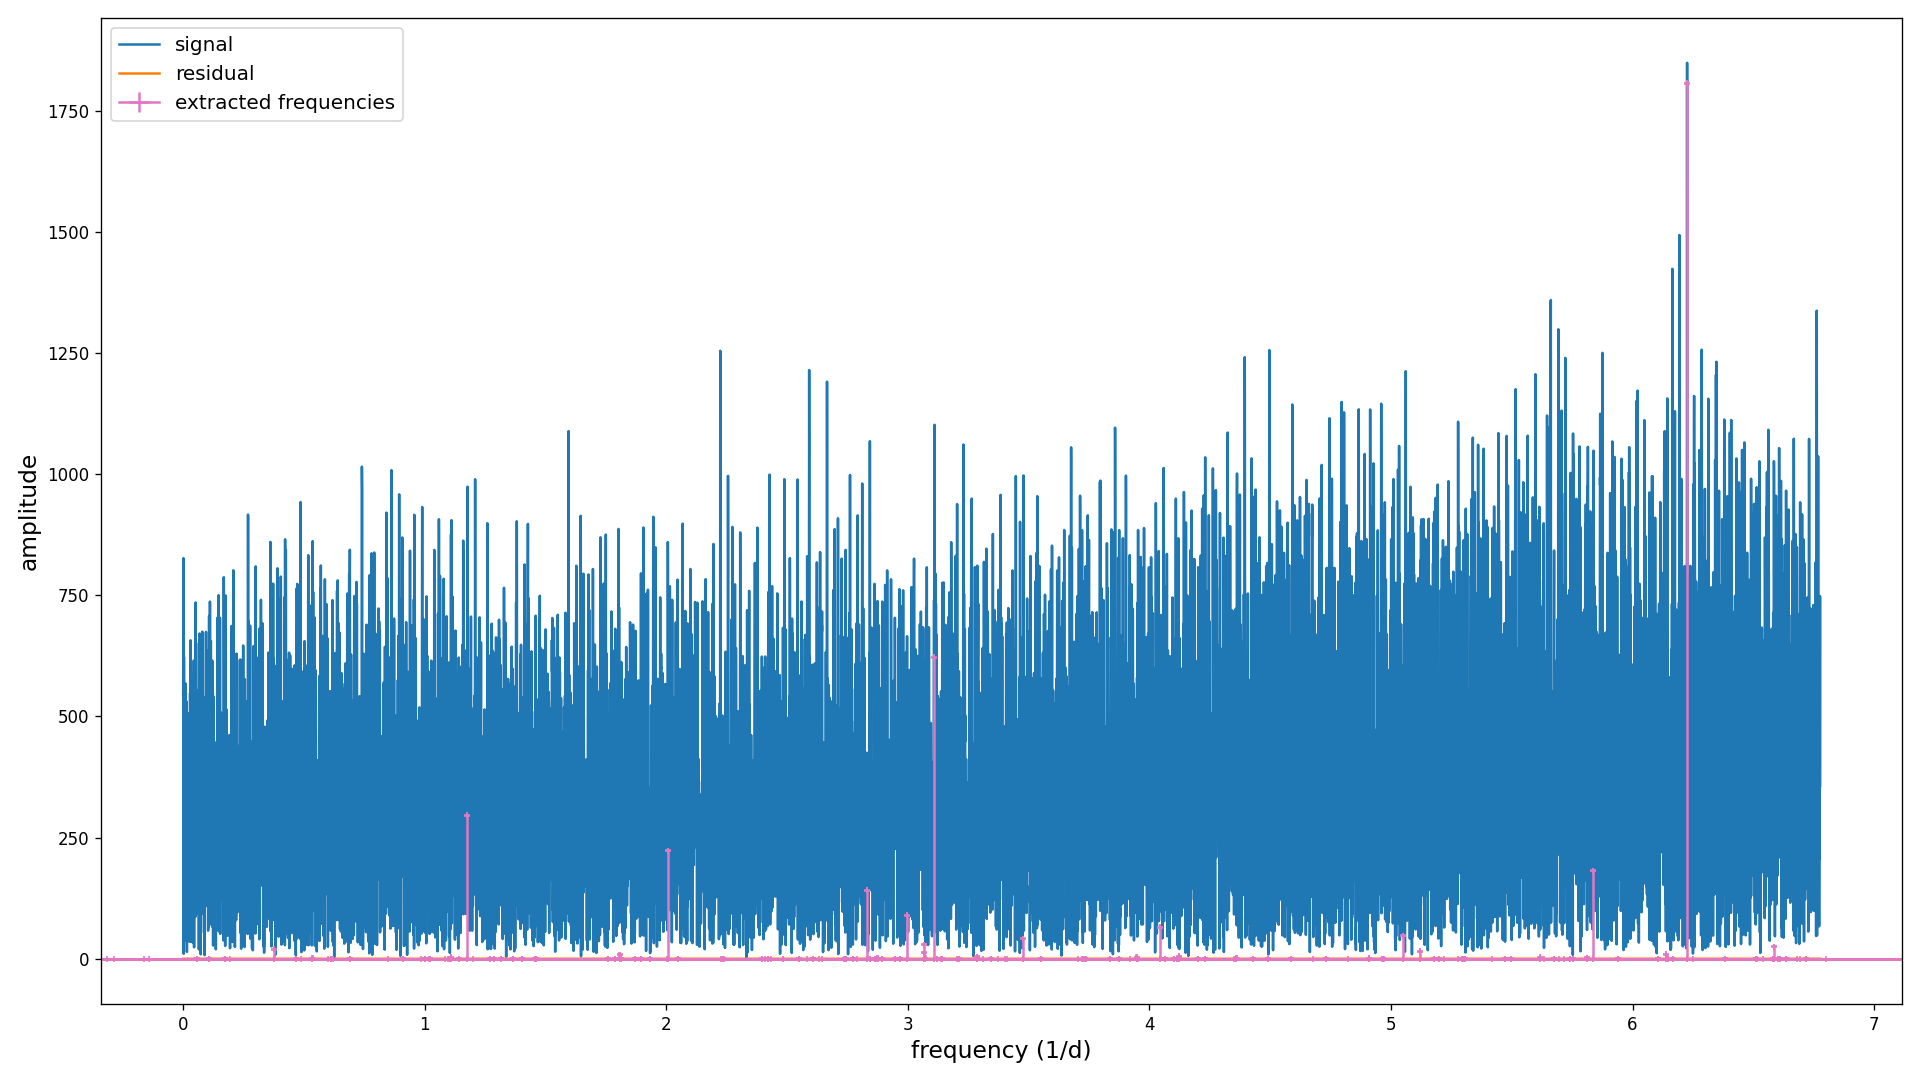 signal
residual
extracted frequencies
amplitude
1750
1500
1250
1000
750
500
250
0
0 1 2 3 4 5 6 7
frequency (1/d)